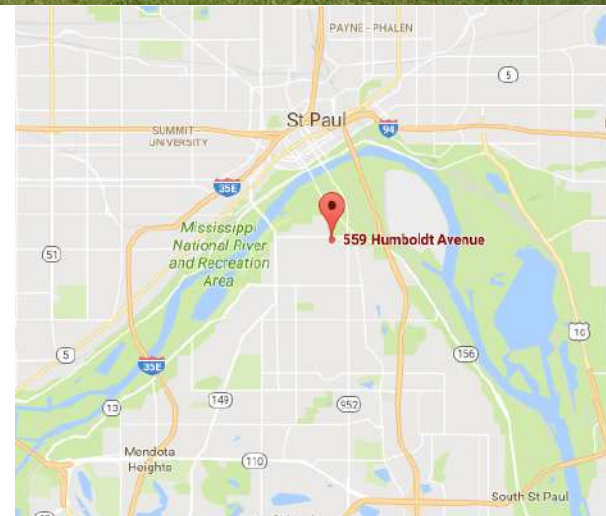 PAYNE - PHALEN
5
St Paul
94
SUMMIT-
UNIVERSITY
35E
Mississippi
National River
and Recreation
Area
559 Humboldt Avenue
51
10
5
35E
156
149
13
952
Mendota
Heights
110
South St Paul